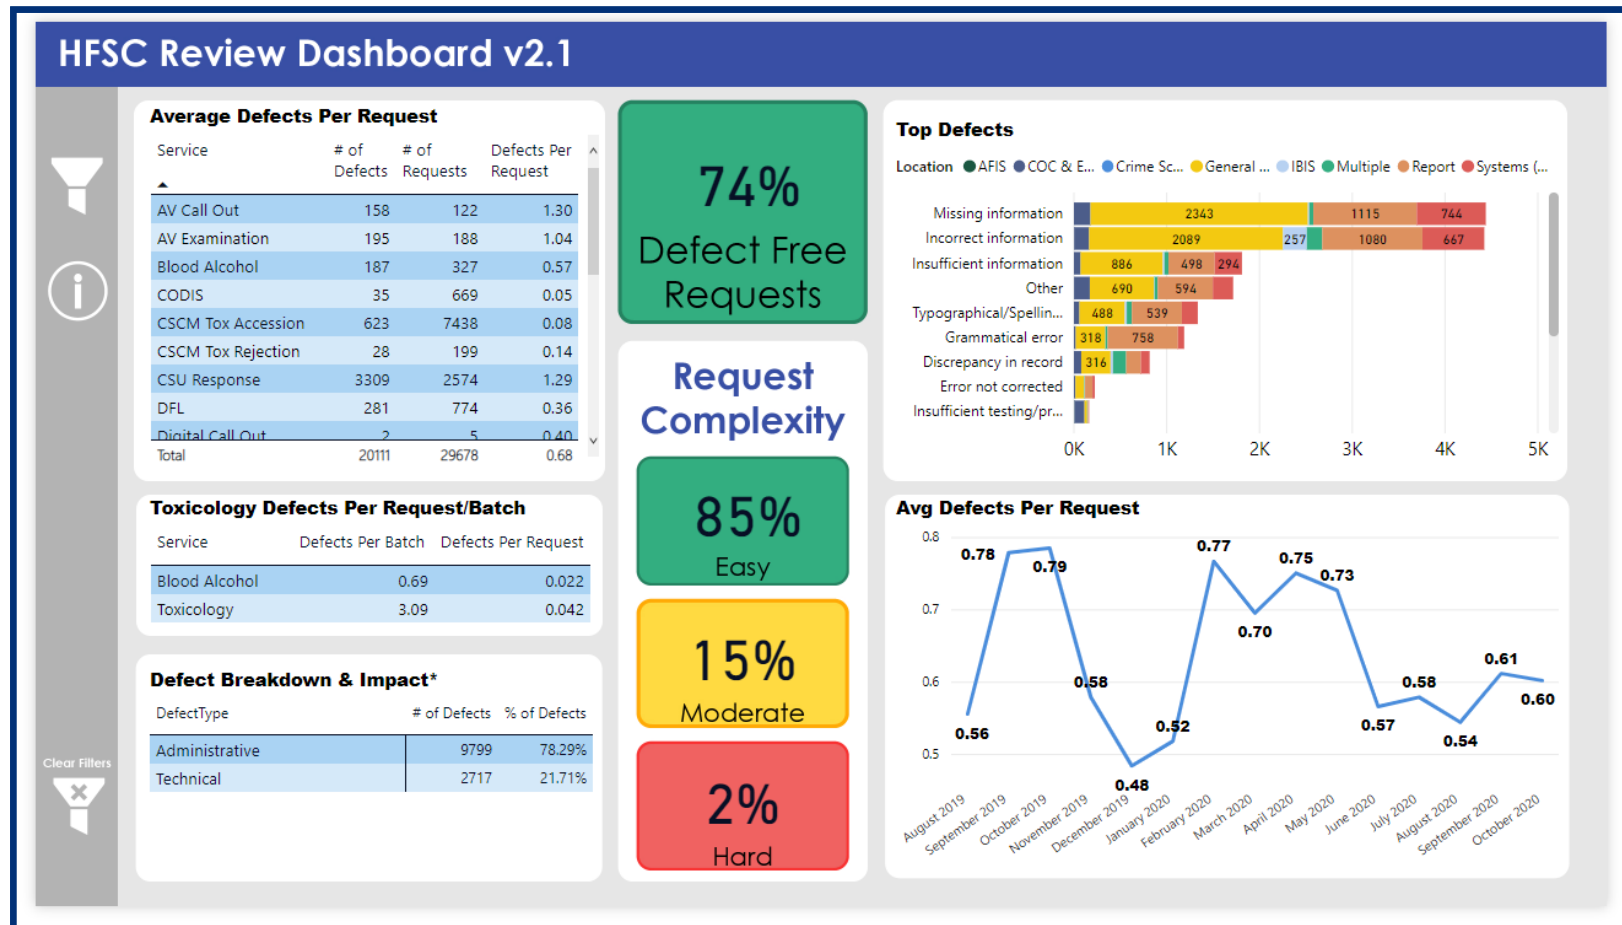 HFSC Review Dashboard v2.1
Clear Filters
Average Defects Per Request
Service # of Defects # of Requests Defects Per Request
AV Call Out 158 122 1.30
AV Examination 195 188 1.04
Blood Alcohol 187 327 0.57
CODIS 35 669 0.05
CSCM Tox Accession 623 7438 0.08
CSCM Tox Rejection 28 199 0.14
CSU Response 3309 2574 1.29
DFL 281 774 0.36
Digital Call Out 2 5 0.40
Total 20111 29678 0.68
Toxicology Defects Per Request/Batch
Service Defects Per Batch Defects Per Request
Blood Alcohol 0.69 0.022
Toxicology 3.09 0.042
Defect Breakdown & Impact*
DefectType # of Defects % of Defects
Administrative 9799 78.29%
Technical 2717 21.71%
74%
Defect Free
Requests
Request
Complexity
85%
Easy
15%
Moderate
2%
Hard
Top Defects
Location AFIS COC & E... Crime Sc... General ... IBIS Multiple Report Systems (...
Missing information 2343 1115 744
Incorrect information 2089 257 1080 667
Insufficient information 886 498 294
Other 690 594
Typographical/Spellin... 488 539
Grammatical error 318 758
Discrepancy in record 316
Error not corrected
Insufficient testing/pr...
0K 1K 2K 3K 4K 5K
Avg Defects Per Request
0.8
0.7
0.6
0.5
0.56 0.78 0.79 0.58 0.48 0.52 0.77 0.70 0.75 0.73 0.57 0.58 0.54 0.61 0.60
August 2019 September 2019 October 2019 November 2019 December 2019 January 2020 February 2020 March 2020 April 2020 May 2020 June 2020 July 2020 August 2020 September 2020 October 2020